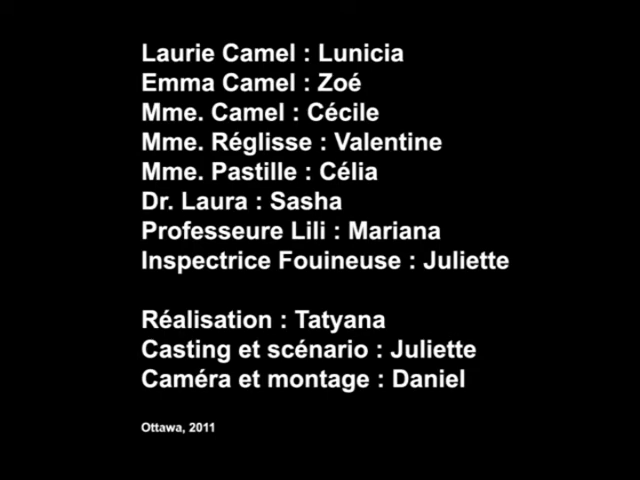 Laurie Camel : Lunicia
Emma Camel : Zoé
Mme. Camel : Cécile
Mme. Réglisse : Valentine
Mme. Pastille : Célia
Dr. Laura : Sasha
Professeure Lili : Mariana
Inspectrice Fouineuse : Juliette
Réalisation : Tatyana
Casting et scénario : Juliette
Caméra et montage : Daniel
Ottawa, 2011